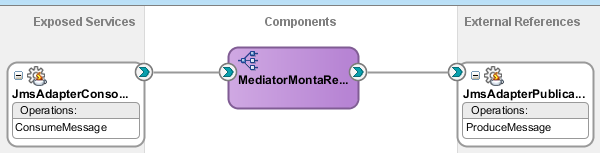 Exposed Services
Components
External References
JmsAdapterConso...
Operations:
ConsumeMessage
MediatorMontaRe...
JmsAdapterPublica...
Operations:
ProduceMessage